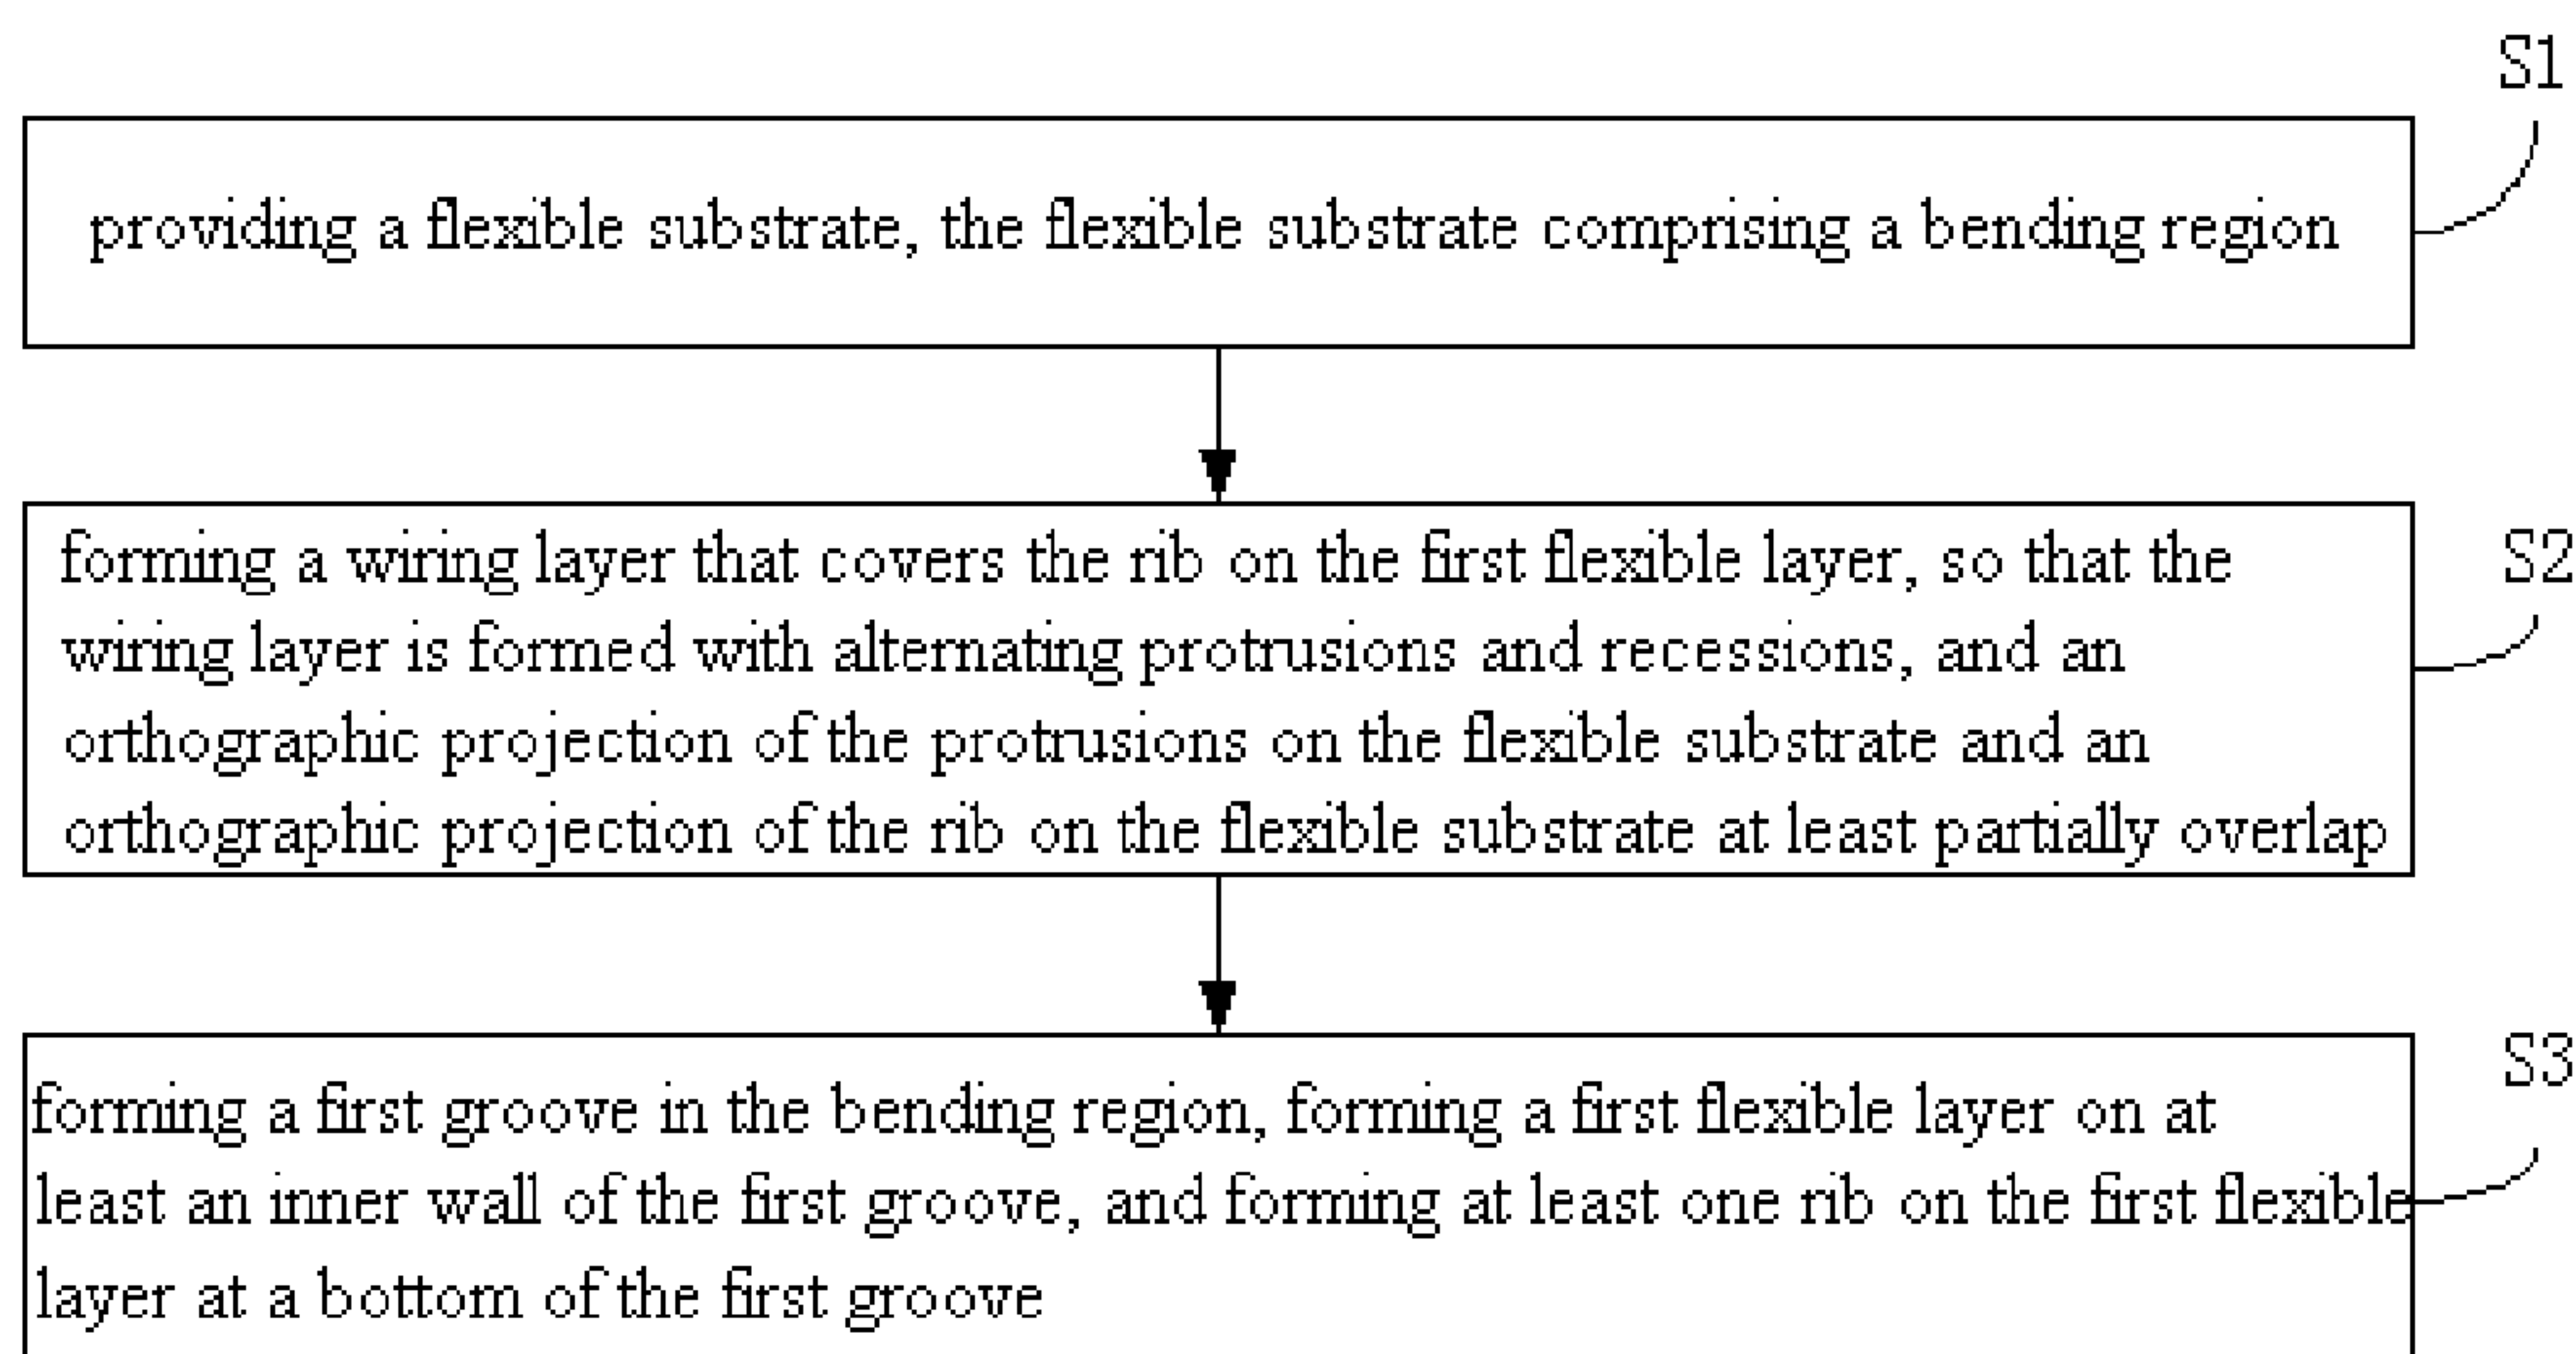 S1
providing a flexible substrate, the flexible substrate comprising a bending region
S2
forming a wiring layer that covers the rib on the first flexible layer, so that the
wiring layer is formed with alternating protrusions and recessions, and an
orthographic projection of the protrusions on the flexible substrate and an
orthographic projection of the rib on the flexible substrate at least partially overlap
S3
forming a first groove in the bending region, forming a first flexible layer on at
least an inner wall of the first groove, and forming at least one rib on the first flexible
layer at a bottom of the first groove